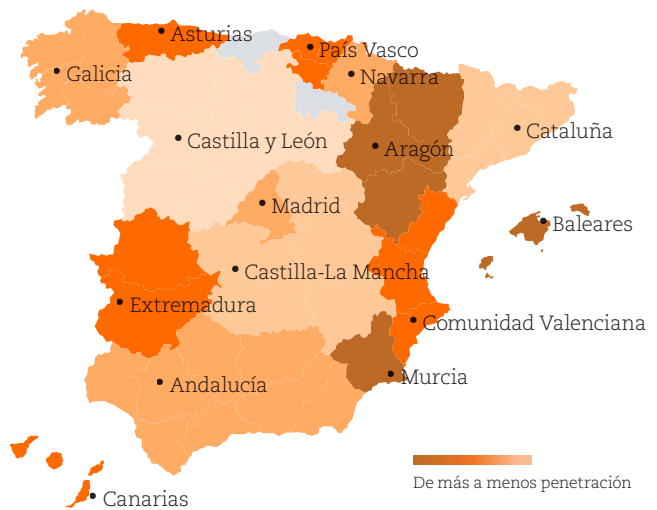 Asturias
País Vasco
Galicia
Navarra
Cataluña
Castilla y León
Aragón
Madrid
Baleares
Castilla-La Mancha
Extremadura
Comunidad Valenciana
Murcia
Andalucía
De más a menos penetración
Canarias